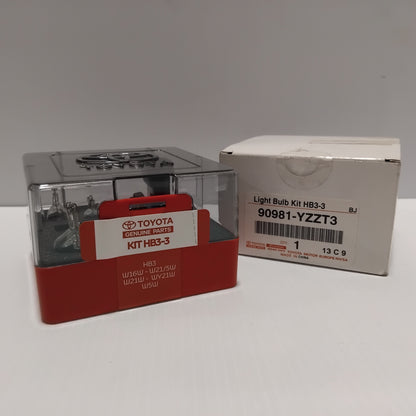 TOYOTA
GENUINE PARTS
KIT HB3-3
HB3
W16W - W21/5W
W21W - WY21W
W5W
Light Bulb Kit HB3-3
BJ
90981-YZZT3
1
13 C 9
TOYOTA MOTOR EUROPE NV/SA
MADE IN CHINA